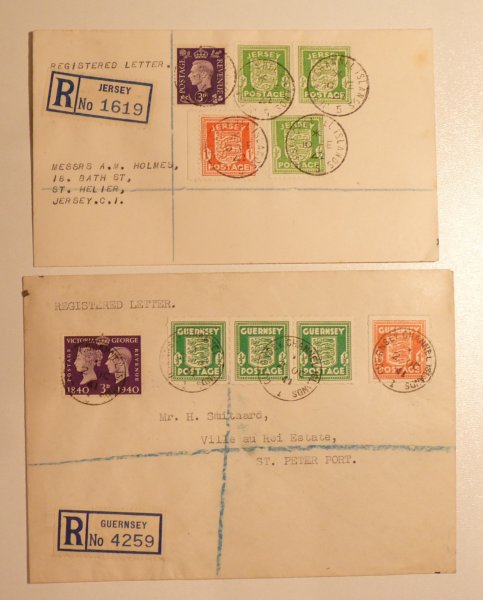 REGISTERED LETTER.
R JERSEY
No 1619
POSTAGE REVENUE
3D
JERSEY
POSTAGE
JERSEY
POSTAGE
JERSEY
POSTAGE
JERSEY
POSTAGE
MESSRS A.M. HOLMES,
16. BATH ST,
ST. HELIER,
JERSEY.C.I.
REGISTERED LETTER.
VICTORIA GEORGE
POSTAGE REVENUE
1840 3D 1940
GUERNSEY
POSTAGE
GUERNSEY
POSTAGE
GUERNSEY
POSTAGE
GUERNSEY
POSTAGE
Mr. H.
Ville au Roi Estate,
ST. PETER PORT.
R GUERNSEY
No 4259